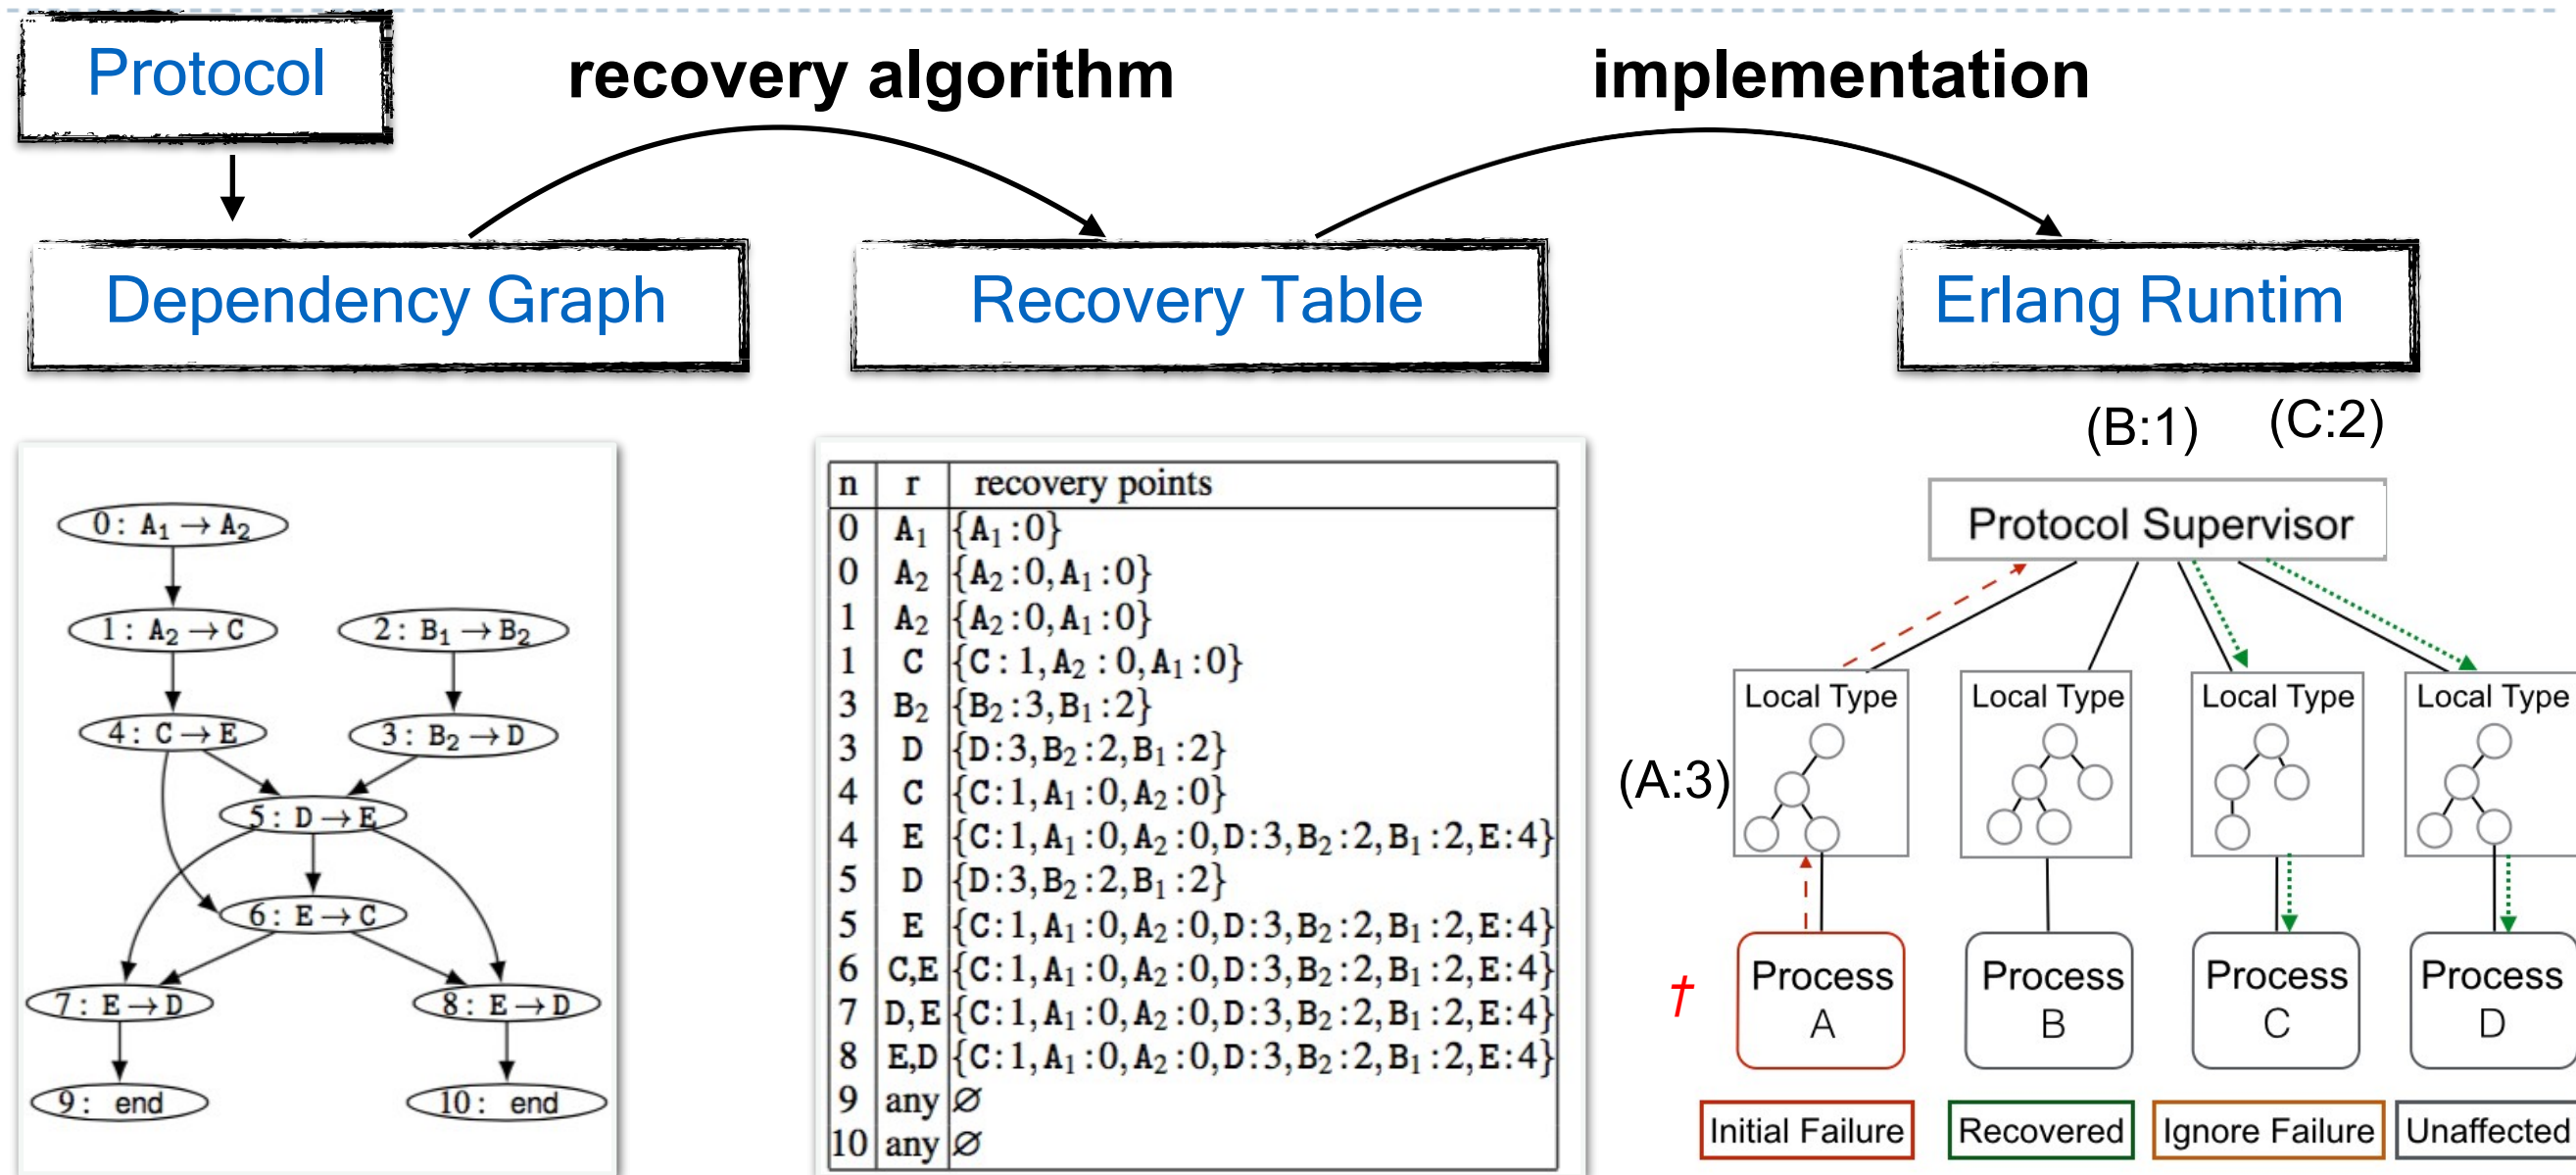 Protocol
recovery algorithm
implementation
Dependency Graph
Recovery Table
Erlang Runtim
0: A₁ → A₂
1: A₂ → C
2: B₁ → B₂
4: C → E
3: B₂ → D
5: D → E
6: E → C
7: E → D
8: E → D
9: end
10: end
n r recovery points
0 A₁ {A₁:0}
0 A₂ {A₂:0,A₁:0}
1 A₂ {A₂:0,A₁:0}
1 C {C:1,A₂:0,A₁:0}
3 B₂ {B₂:3,B₁:2}
3 D {D:3,B₂:2,B₁:2}
4 C {C:1,A₁:0,A₂:0}
4 E {C:1,A₁:0,A₂:0,D:3,B₂:2,B₁:2,E:4}
5 D {D:3,B₂:2,B₁:2}
5 E {C:1,A₁:0,A₂:0,D:3,B₂:2,B₁:2,E:4}
6 C,E {C:1,A₁:0,A₂:0,D:3,B₂:2,B₁:2,E:4}
7 D,E {C:1,A₁:0,A₂:0,D:3,B₂:2,B₁:2,E:4}
8 E,D {C:1,A₁:0,A₂:0,D:3,B₂:2,B₁:2,E:4}
9 any ∅
10 any ∅
(B:1) (C:2)
Protocol Supervisor
Local Type Local Type Local Type Local Type
(A:3)
†
Process A
Process B
Process C
Process D
Initial Failure
Recovered
Ignore Failure
Unaffected